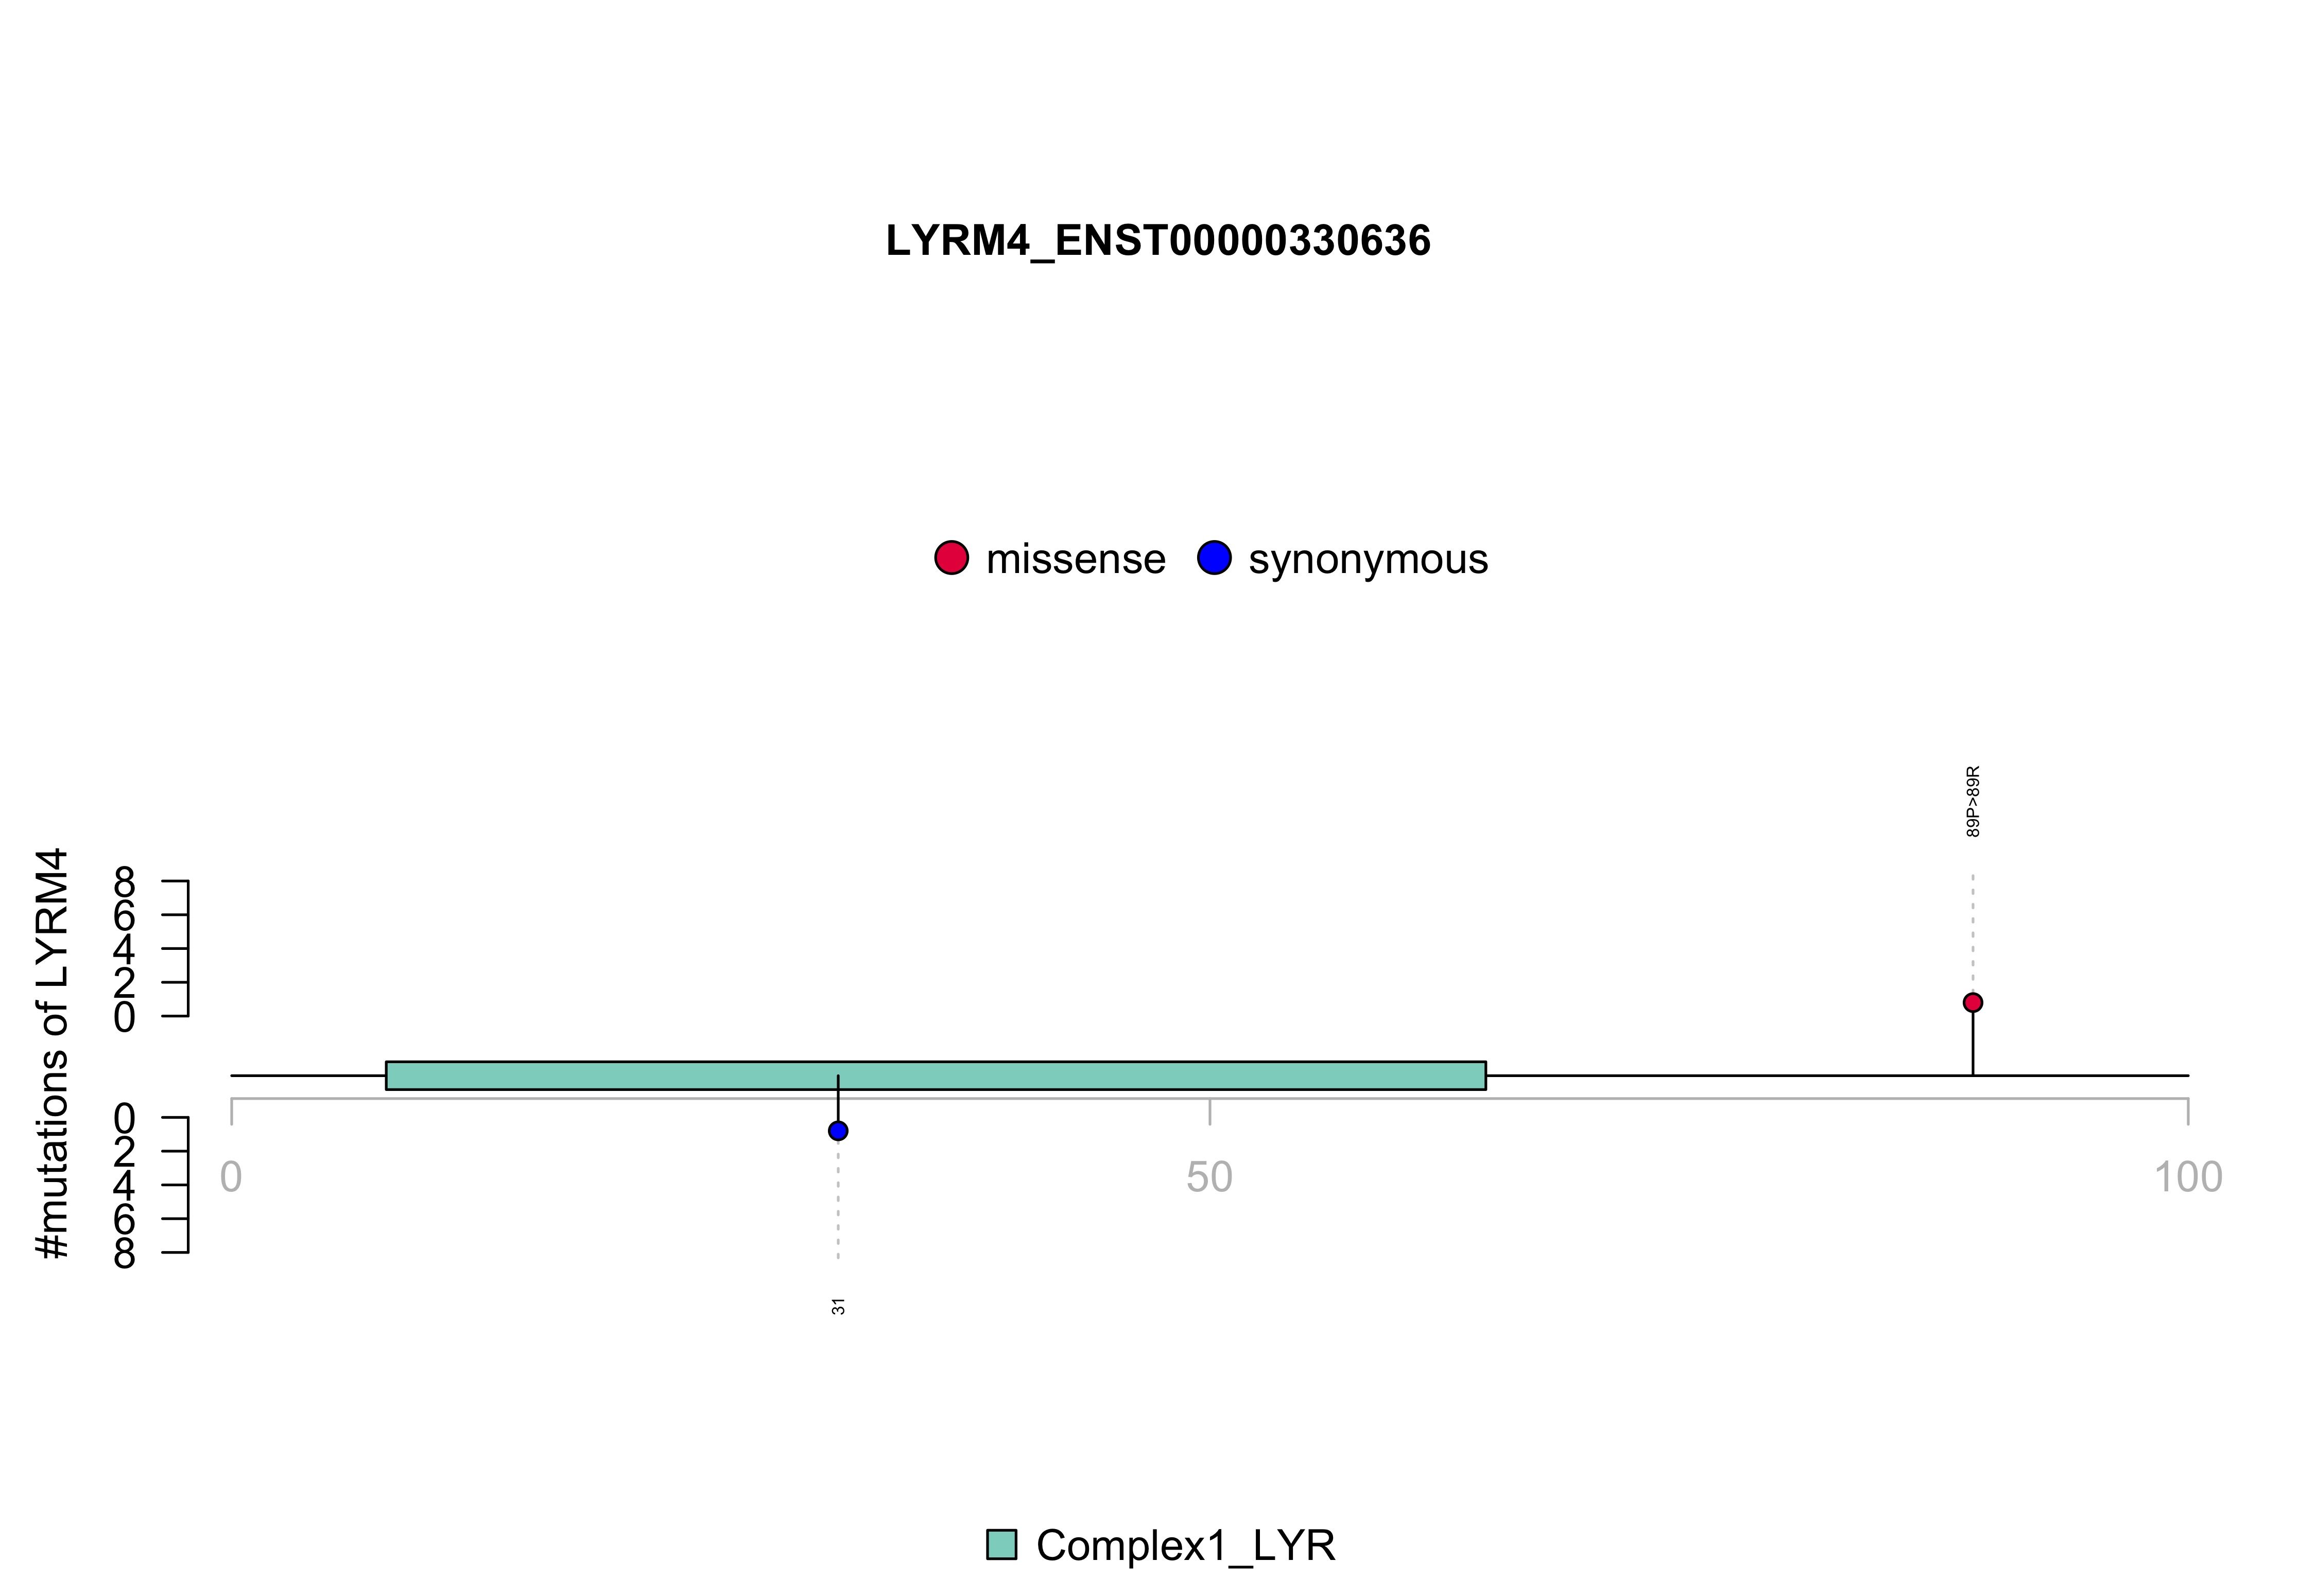 LYRM4_ENST00000330636
missense synonymous
89P>89R
#mutations of LYRM4
8
6
4
2
0
0
2
4
6
8
0 50 100
31
Complex1_LYR